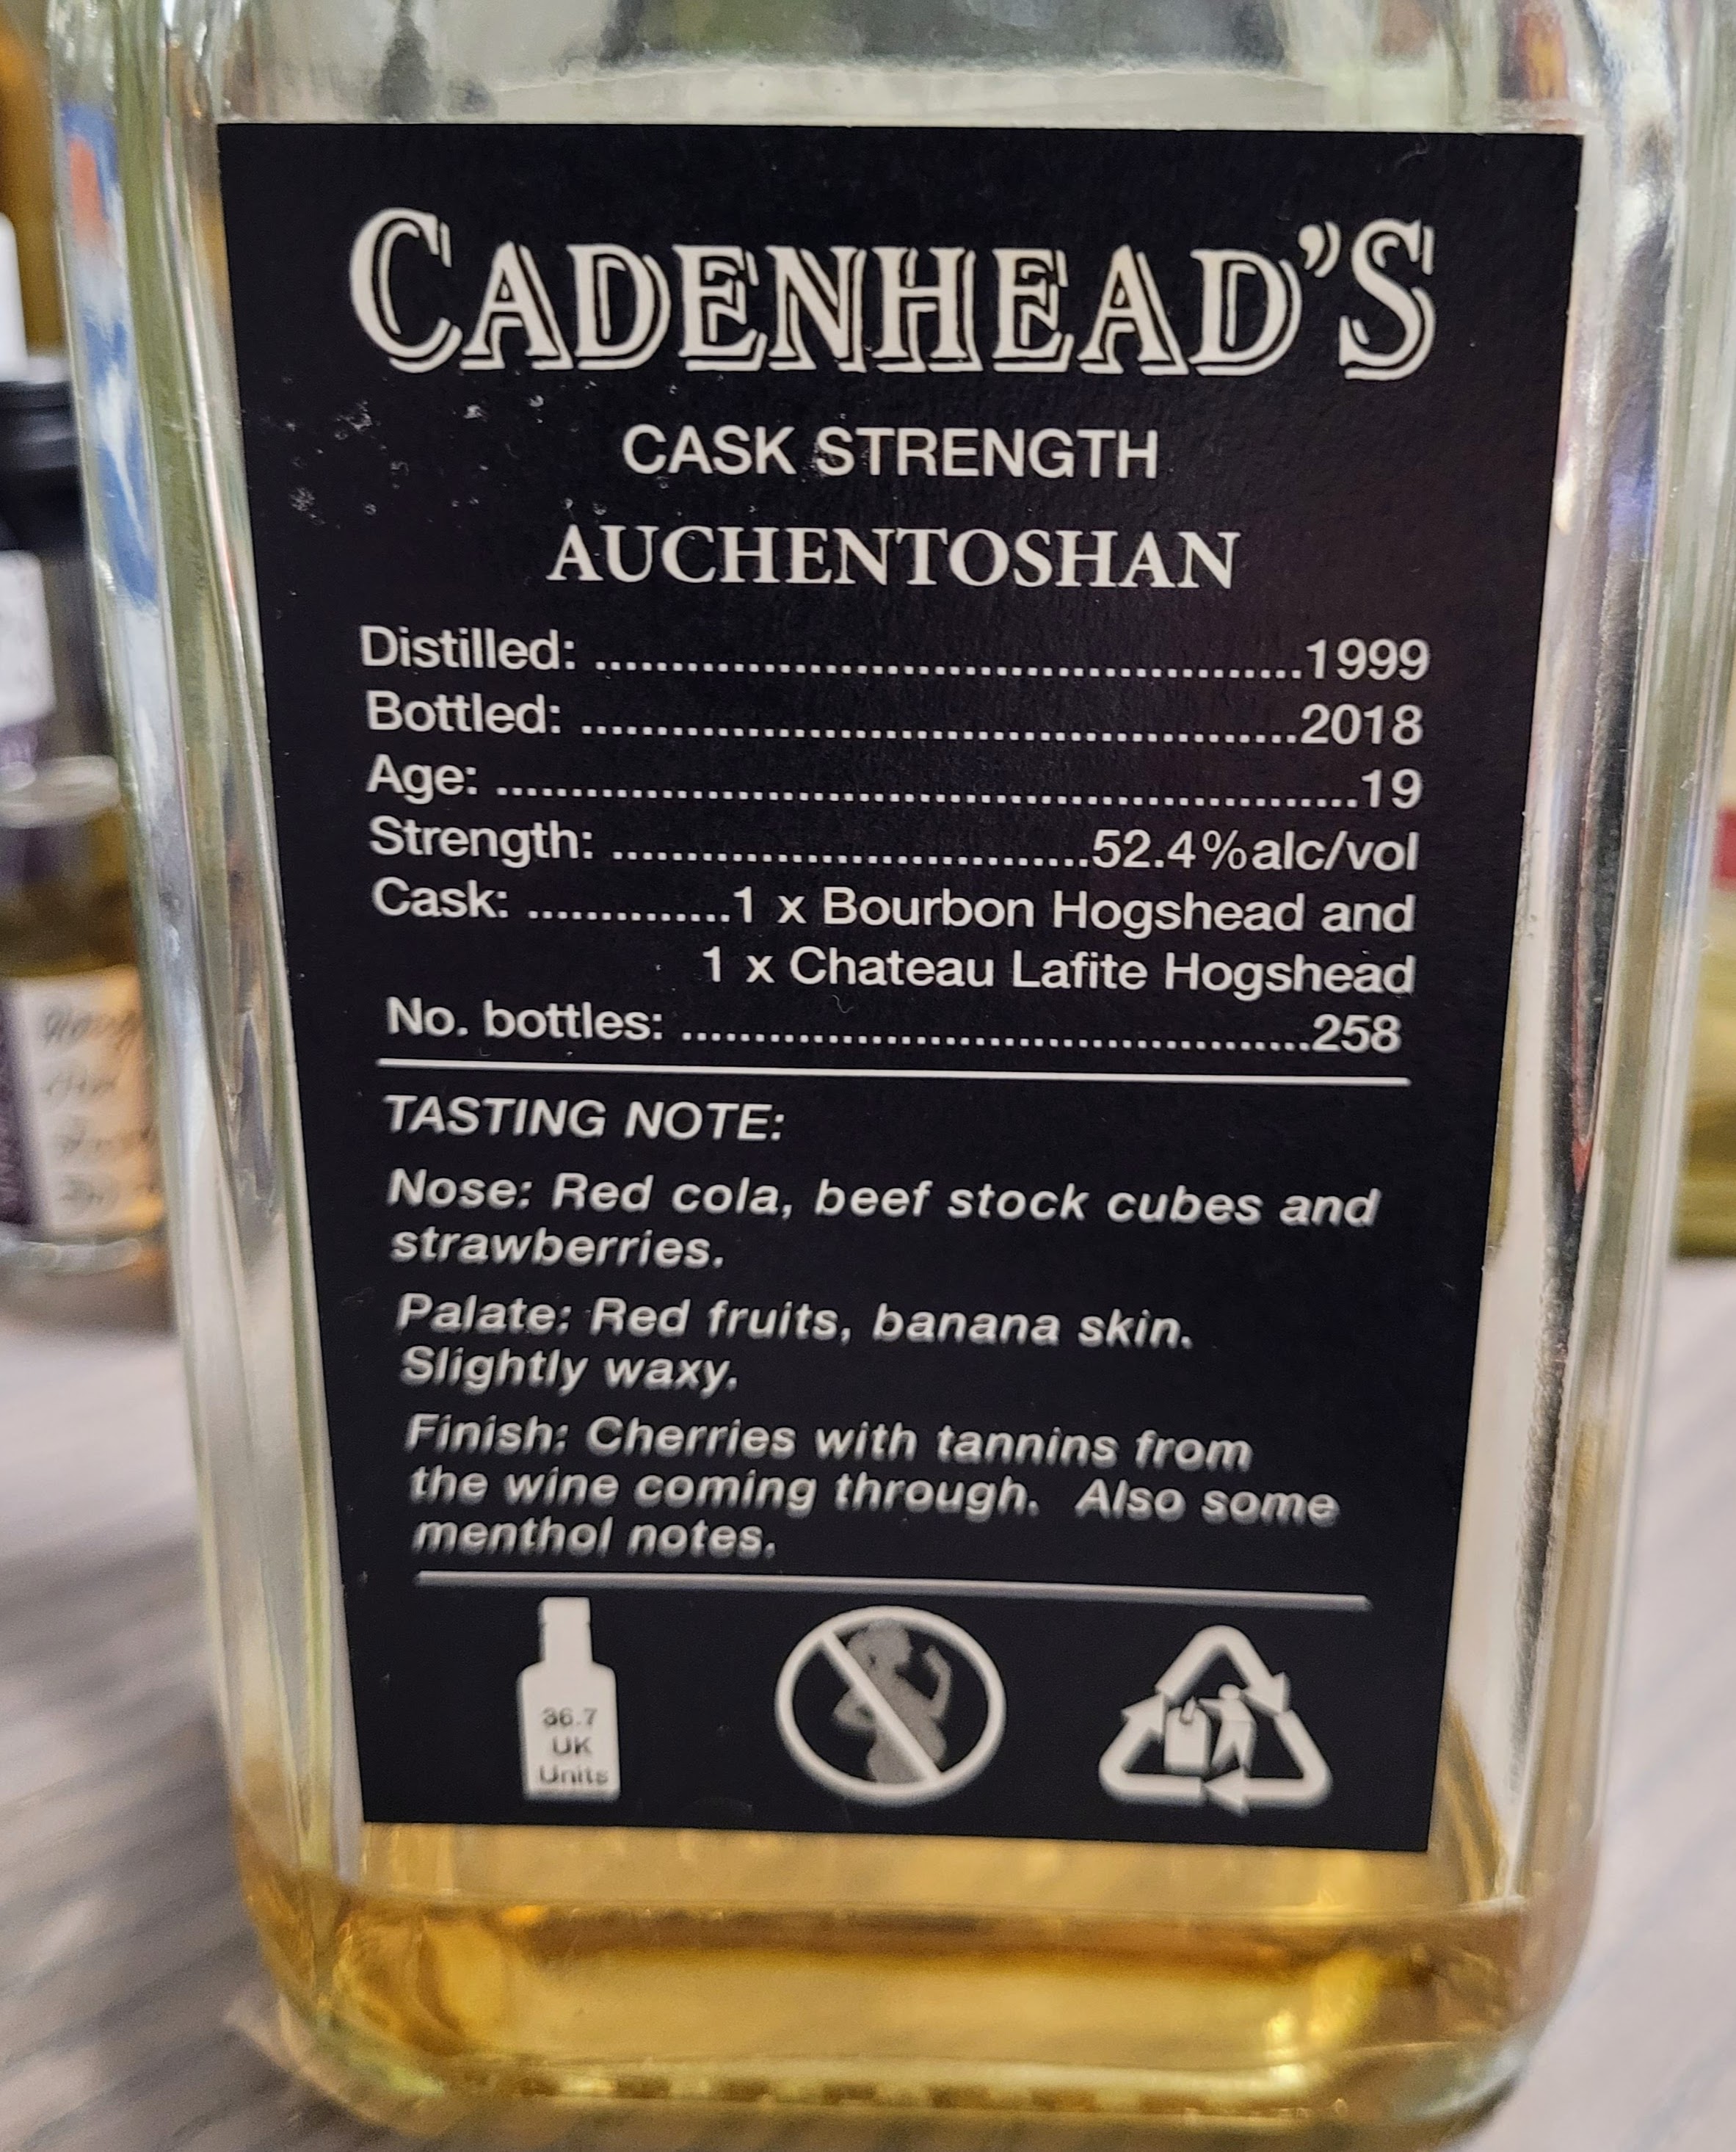 CADENHEAD'S
CASK STRENGTH
AUCHENTOSHAN
Distilled: ................................................1999
Bottled: ................................................2018
Age: ..........................................................19
Strength: ................................52.4%alc/vol
Cask: ..............1 x Bourbon Hogshead and
1 x Chateau Lafite Hogshead
No. bottles: ...........................................258
TASTING NOTE:
Nose: Red cola, beef stock cubes and
strawberries.
Palate: Red fruits, banana skin.
Slightly waxy.
Finish: Cherries with tannins from
the wine coming through. Also some
menthol notes.
36.7
UK
Units